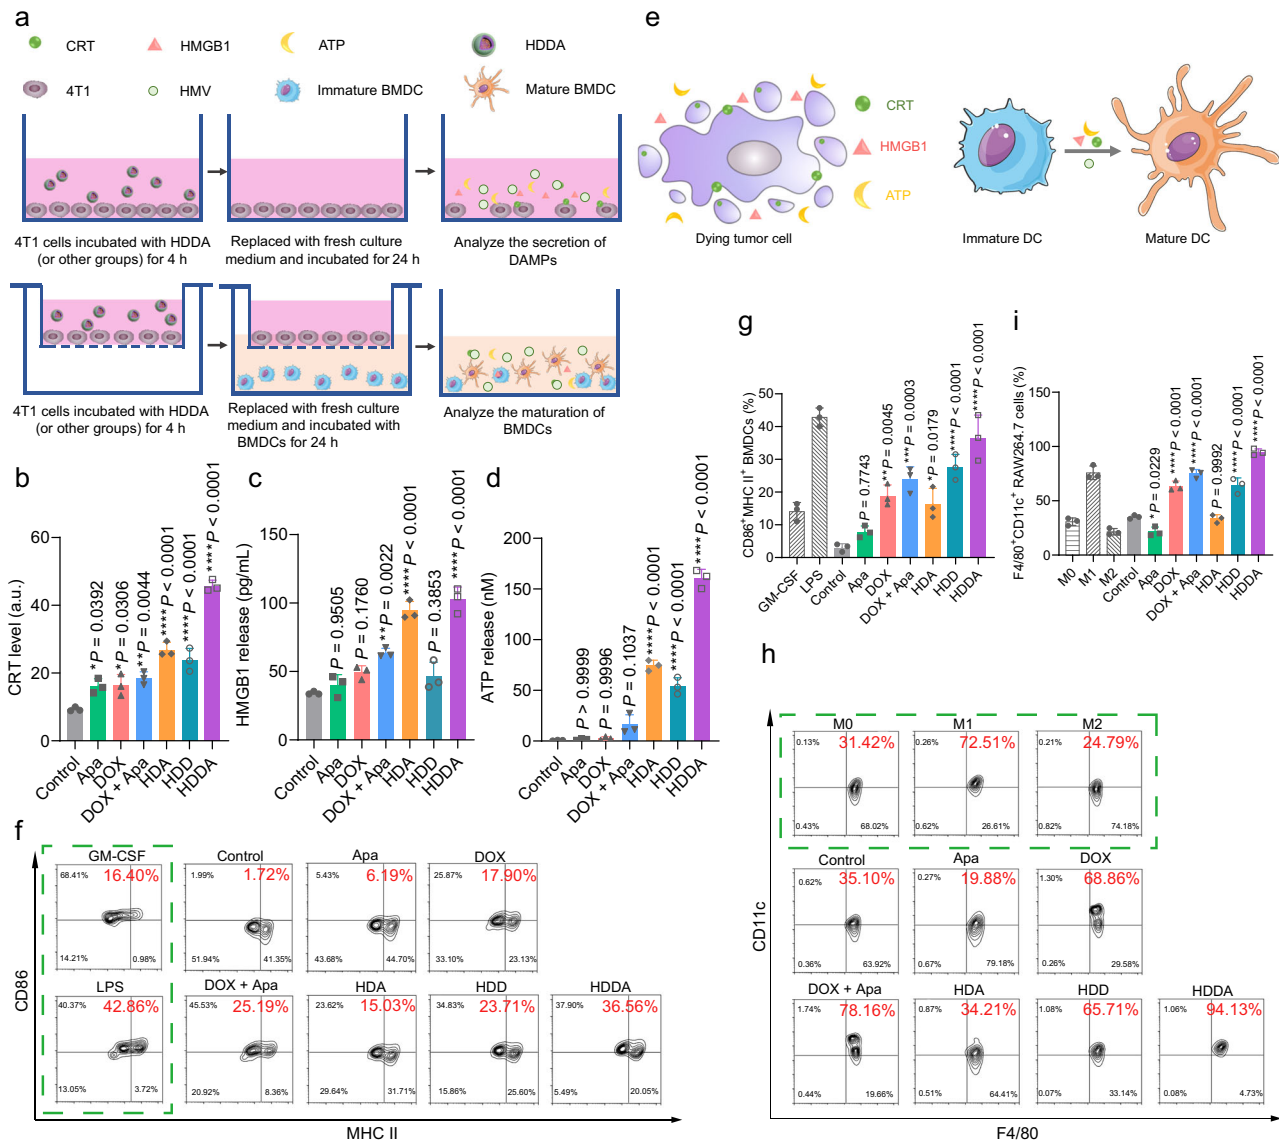 a
CRT
HMGB1
ATP
HDDA
4T1
HMV
Immature BMDC
Mature BMDC
4T1 cells incubated with HDDA
(or other groups) for 4 h
Replaced with fresh culture
medium and incubated for 24 h
Analyze the secretion of
DAMPs
4T1 cells incubated with HDDA
(or other groups) for 4 h
Replaced with fresh culture
medium and incubated with
BMDCs for 24 h
Analyze the maturation of
BMDCs
e
CRT
HMGB1
ATP
Dying tumor cell
Immature DC
Mature DC
b
CRT level (a.u.)
60
40
20
0
*P = 0.0392
*P = 0.0306
**P = 0.0044
****P < 0.0001
****P < 0.0001
****P < 0.0001
Control
Apa
DOX
DOX + Apa
HDA
HDD
HDDA
c
HMGB1 release (pg/mL)
150
100
50
0
P = 0.9505
P = 0.1760
**P = 0.0022
****P < 0.0001
P = 0.3853
****P < 0.0001
Control
Apa
DOX
DOX + Apa
HDA
HDD
HDDA
d
ATP release (nM)
200
150
100
50
0
P > 0.9999
P = 0.9996
P = 0.1037
****P < 0.0001
****P < 0.0001
****P < 0.0001
Control
Apa
DOX
DOX + Apa
HDA
HDD
HDDA
g
CD86+MHC II+ BMDCs (%)
50
40
30
20
10
0
P = 0.7743
**P = 0.0045
***P = 0.0003
*P = 0.0179
****P < 0.0001
****P < 0.0001
GM-CSF
LPS
Control
Apa
DOX
DOX + Apa
HDA
HDD
HDDA
i
F4/80+CD11c+ RAW264.7 cells (%)
150
100
50
0
*P = 0.0229
****P < 0.0001
****P < 0.0001
P = 0.9992
****P < 0.0001
****P < 0.0001
M0
M1
M2
Control
Apa
DOX
DOX + Apa
HDA
HDD
HDDA
f
CD86
MHC II
GM-CSF
68.41% 16.40%
14.21% 0.98%
Control
1.99% 1.72%
51.94% 41.35%
Apa
5.43% 6.19%
43.68% 44.70%
DOX
25.87% 17.90%
33.10% 23.13%
LPS
40.37% 42.86%
13.05% 3.72%
DOX + Apa
45.53% 25.19%
20.92% 8.36%
HDA
23.62% 15.03%
29.64% 31.71%
HDD
34.83% 23.71%
15.86% 25.60%
HDDA
37.90% 36.56%
5.49% 20.05%
h
CD11c
F4/80
M0
0.13% 31.42%
0.43% 68.02%
M1
0.26% 72.51%
0.62% 26.61%
M2
0.21% 24.79%
0.82% 74.18%
Control
0.62% 35.10%
0.36% 63.92%
Apa
0.27% 19.88%
0.67% 79.18%
DOX
1.30% 68.86%
0.26% 29.58%
DOX + Apa
1.74% 78.16%
0.44% 19.66%
HDA
0.87% 34.21%
0.51% 64.41%
HDD
1.08% 65.71%
0.07% 33.14%
HDDA
1.06% 94.13%
0.08% 4.73%